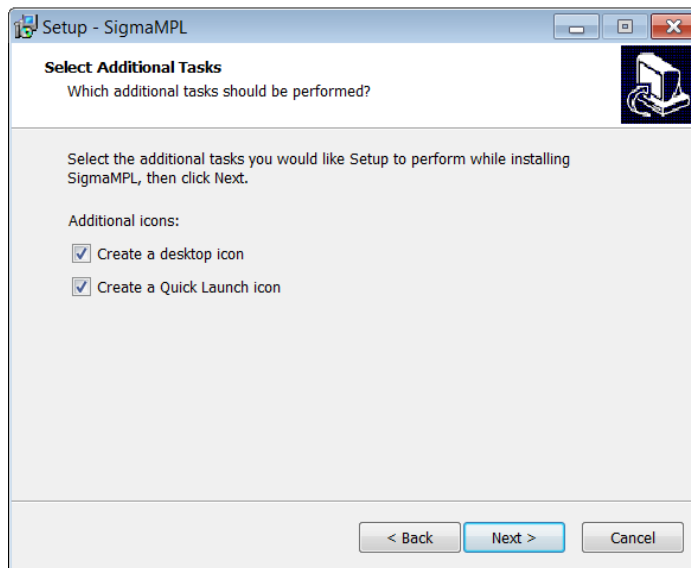 Setup - SigmaMPL
Select Additional Tasks
Which additional tasks should be performed?
Select the additional tasks you would like Setup to perform while installing
SigmaMPL, then click Next.
Additional icons:
Create a desktop icon
Create a Quick Launch icon
< Back
Next >
Cancel